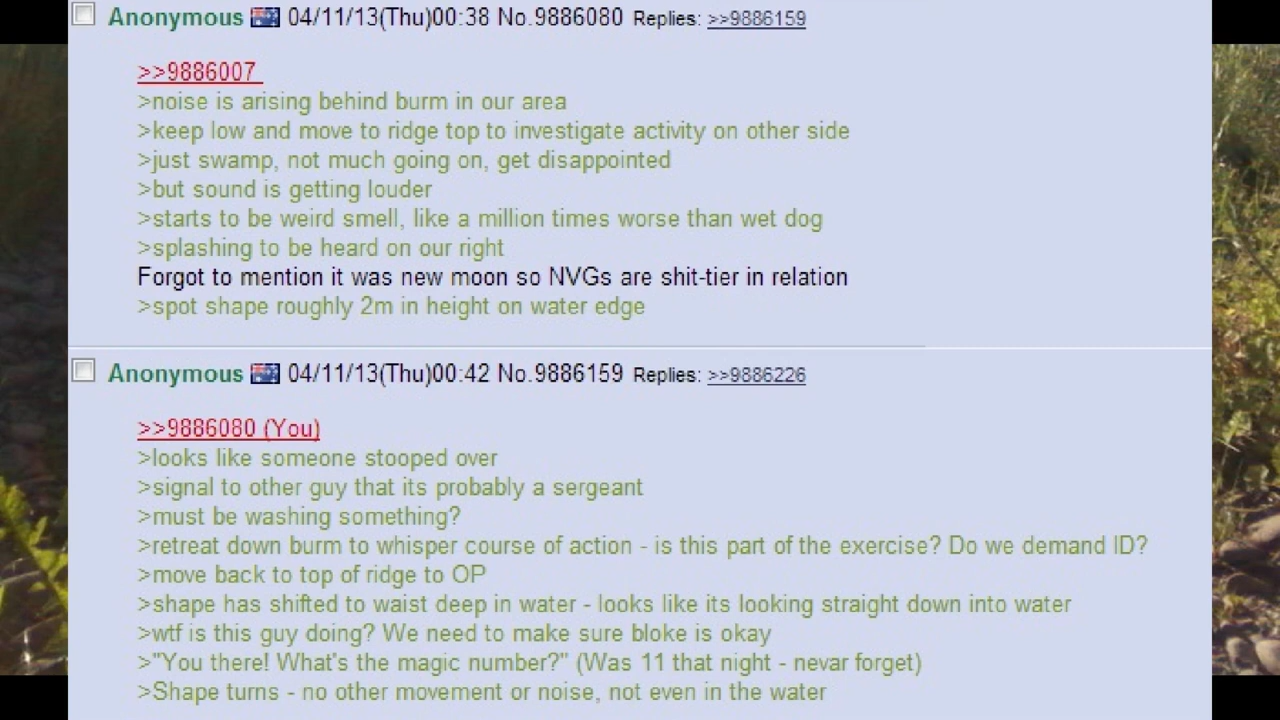 Anonymous 04/11/13(Thu)00:38 No.9886080 Replies: >>9886159
>>9886007
>noise is arising behind burm in our area
>keep low and move to ridge top to investigate activity on other side
>just swamp, not much going on, get disappointed
>but sound is getting louder
>starts to be weird smell, like a million times worse than wet dog
>splashing to be heard on our right
Forgot to mention it was new moon so NVGs are shit-tier in relation
>spot shape roughly 2m in height on water edge
Anonymous 04/11/13(Thu)00:42 No.9886159 Replies: >>9886226
>>9886080 (You)
>looks like someone stooped over
>signal to other guy that its probably a sergeant
>must be washing something?
>retreat down burm to whisper course of action - is this part of the exercise? Do we demand ID?
>move back to top of ridge to OP
>shape has shifted to waist deep in water - looks like its looking straight down into water
>wtf is this guy doing? We need to make sure bloke is okay
>"You there! What's the magic number?" (Was 11 that night - nevar forget)
>Shape turns - no other movement or noise, not even in the water